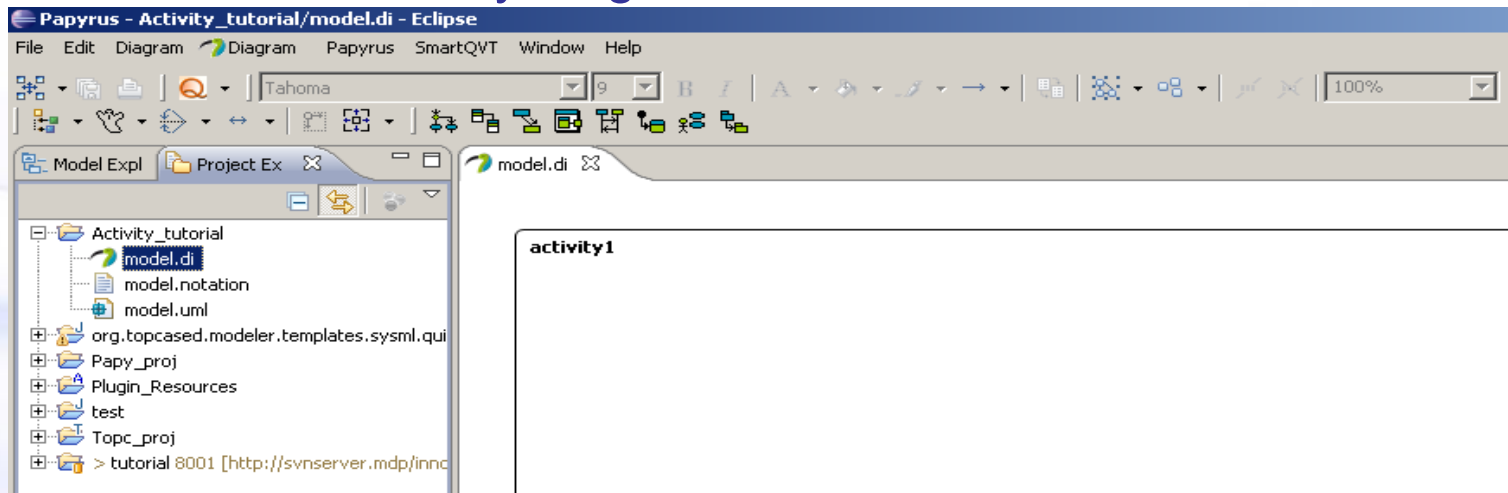 Papyrus - Activity_tutorial/model.di - Eclipse
File Edit Diagram Diagram Papyrus SmartQVT Window Help
Tahoma 9 B I A 100%
Model Expl Project Ex model.di
Activity_tutorial
activity1
model.di
model.notation
model.uml
org.topcased.modeler.templates.sysml.qui
Papy_proj
Plugin_Resources
test
Topc_proj
> tutorial 8001 [http://svnserver.mdp/inno